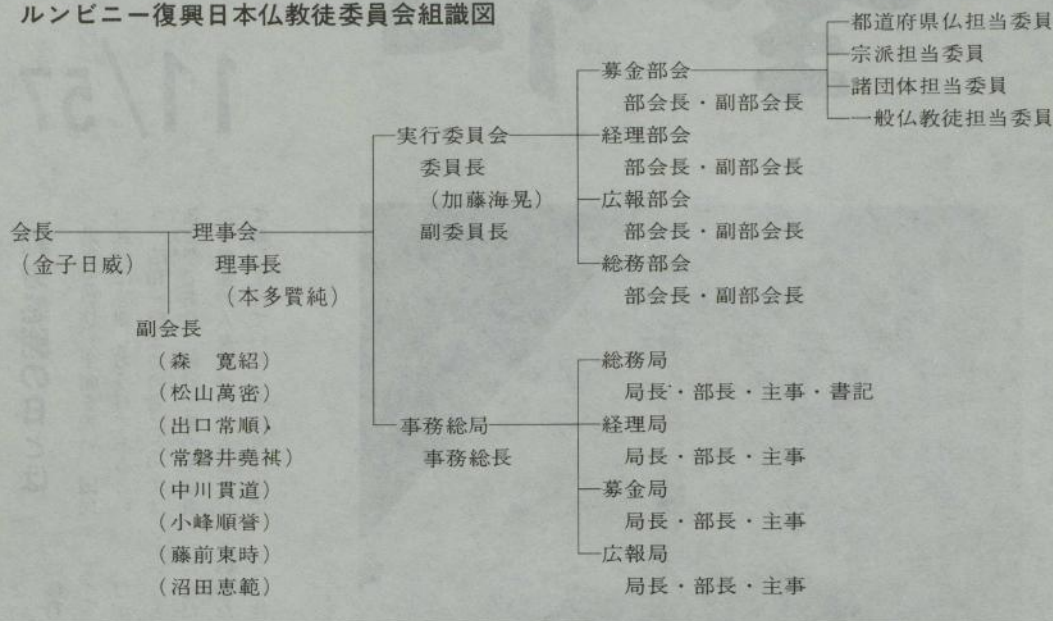 ルンビニー復興日本仏教徒委員会組識図
会長
(金子日威)
副会長
(森 寛紹)
(松山萬密)
(出口常順)
(常磐井堯祺)
(中川貫道)
(小峰順誉)
(藤前東時)
(沼田恵範)
理事会
理事長
(本多賢純)
実行委員会
委員長
(加藤海晃)
副委員長
募金部会
部会長・副部会長
都道府県仏担当委員
宗派担当委員
諸団体担当委員
一般仏教徒担当委員
経理部会
部会長・副部会長
広報部会
部会長・副部会長
総務部会
部会長・副部会長
事務総局
事務総長
総務局
局長・部長・主事・書記
経理局
局長・部長・主事
募金局
局長・部長・主事
広報局
局長・部長・主事